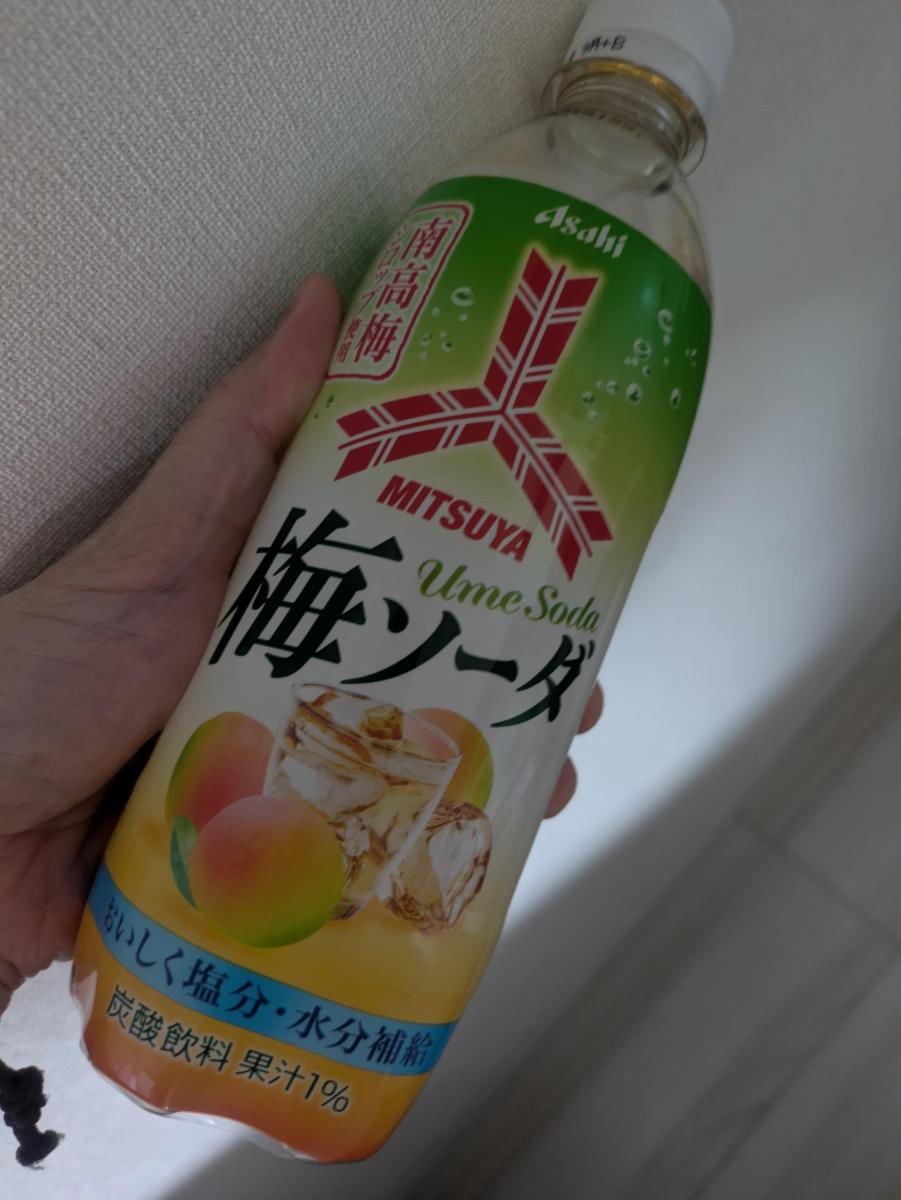 Asahi
南高梅
シロップ使用
MITSUYA
Ume Soda
梅ソーダ
おいしく塩分・水分補給
炭酸飲料 果汁1%